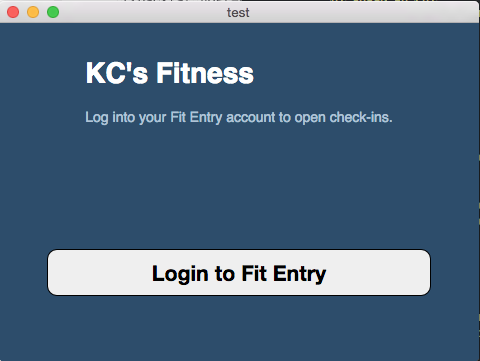 test
KC's Fitness
Log into your Fit Entry account to open check-ins.
Login to Fit Entry